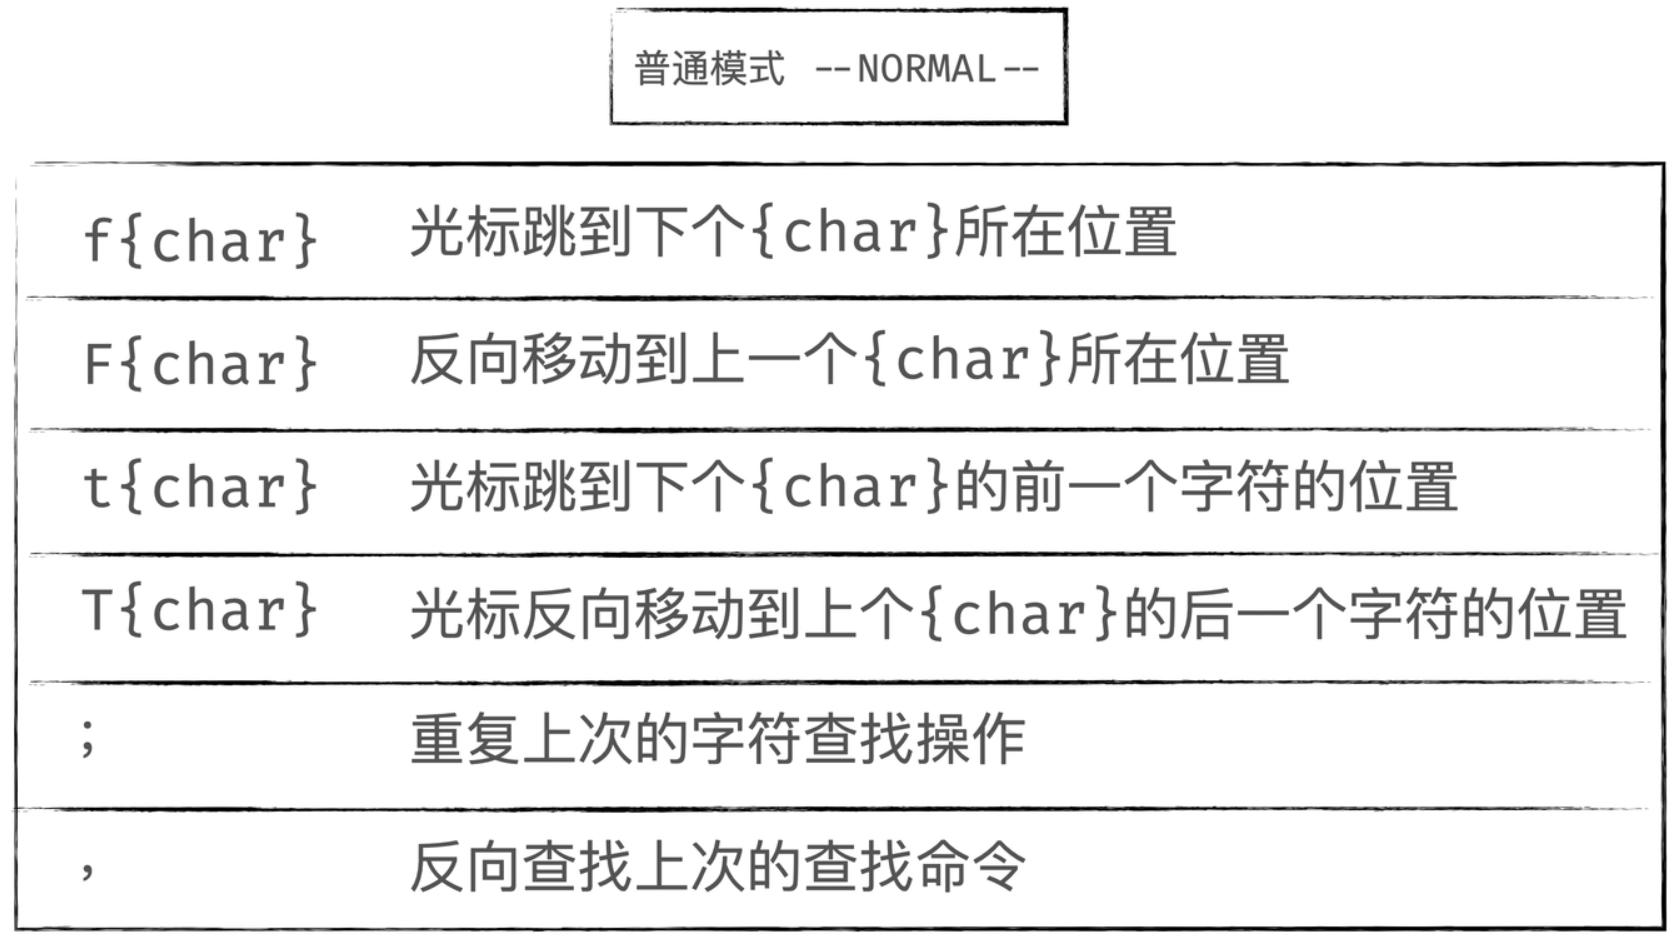 普通模式 --NORMAL--
f{char} 光标跳到下个{char}所在位置
F{char} 反向移动到上一个{char}所在位置
t{char} 光标跳到下个{char}的前一个字符的位置
T{char} 光标反向移动到上个{char}的后一个字符的位置
; 重复上次的字符查找操作
, 反向查找上次的查找命令